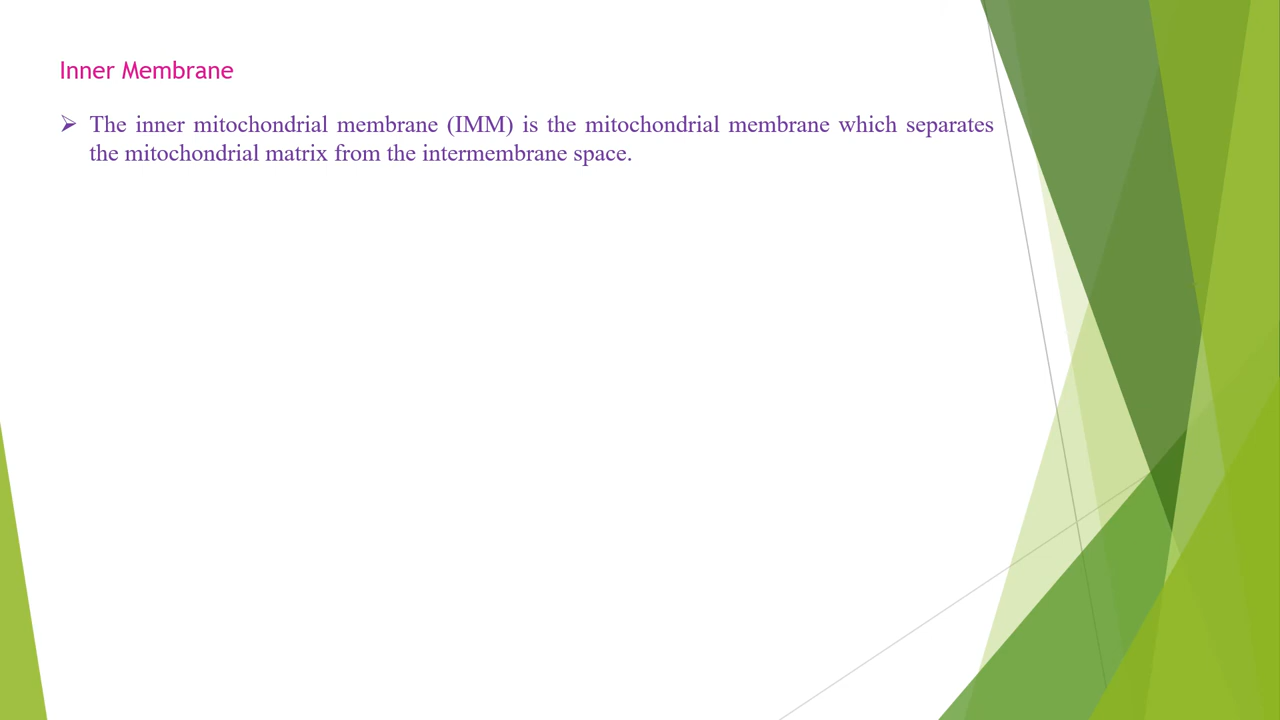 Inner Membrane
➢ The inner mitochondrial membrane (IMM) is the mitochondrial membrane which separates
the mitochondrial matrix from the intermembrane space.